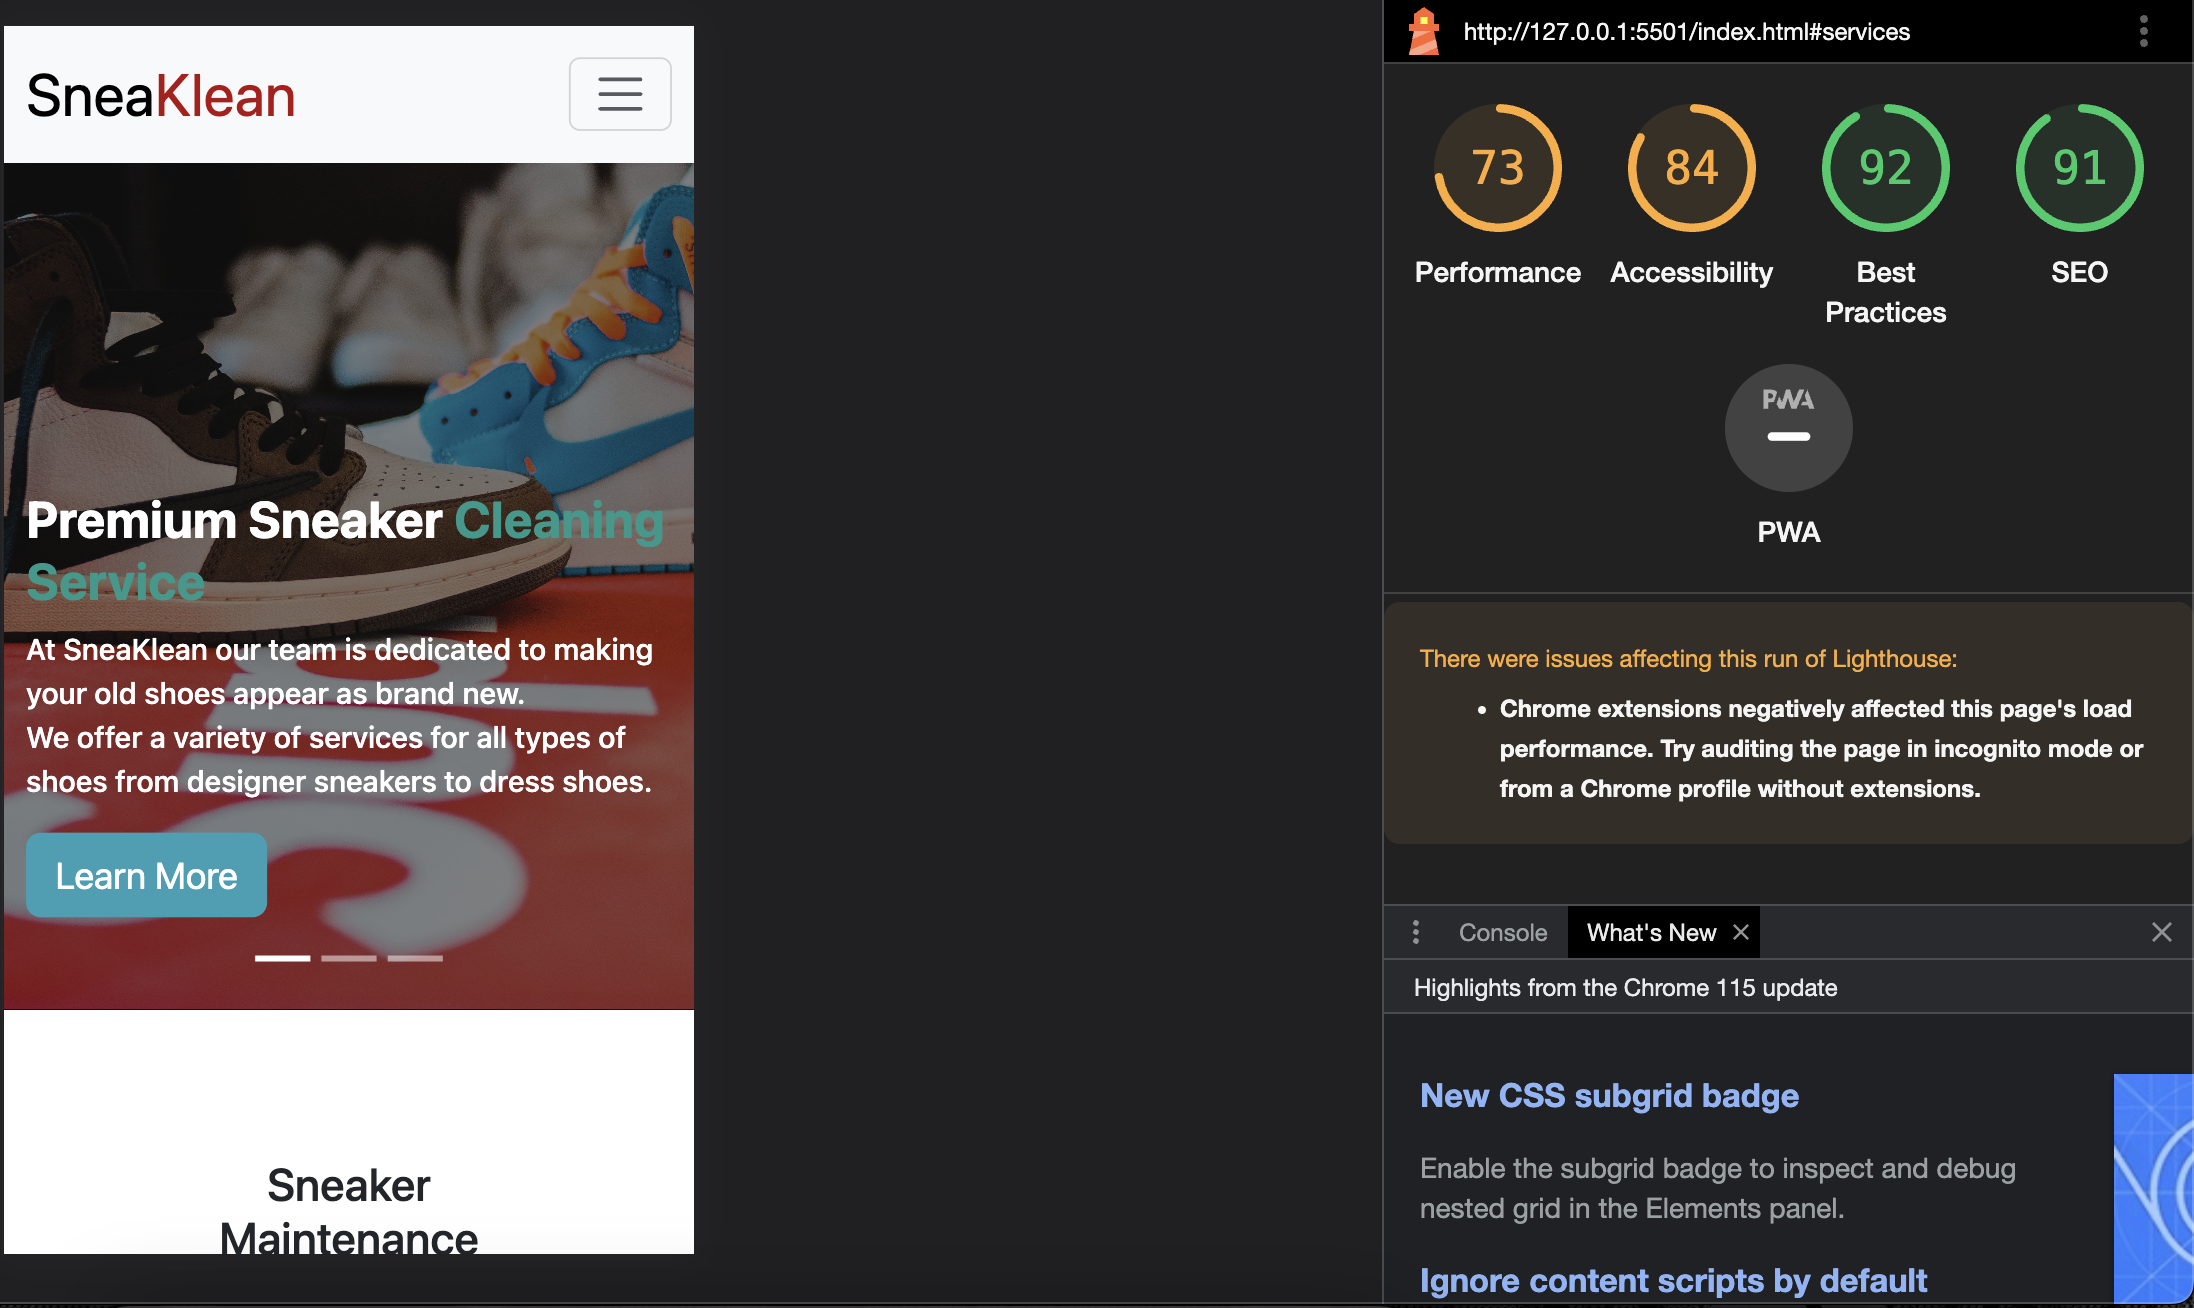 SneaKlean
Premium Sneaker Cleaning
Service
At SneaKlean our team is dedicated to making
your old shoes appear as brand new.
We offer a variety of services for all types of
shoes from designer sneakers to dress shoes.
Learn More
Sneaker
Maintenance
http://127.0.0.1:5501/index.html#services
73
84
92
91
Performance
Accessibility
Best
Practices
SEO
PWA
PWA
There were issues affecting this run of Lighthouse:
• Chrome extensions negatively affected this page's load
performance. Try auditing the page in incognito mode or
from a Chrome profile without extensions.
Console
What's New
Highlights from the Chrome 115 update
New CSS subgrid badge
Enable the subgrid badge to inspect and debug
nested grid in the Elements panel.
Ignore content scripts by default